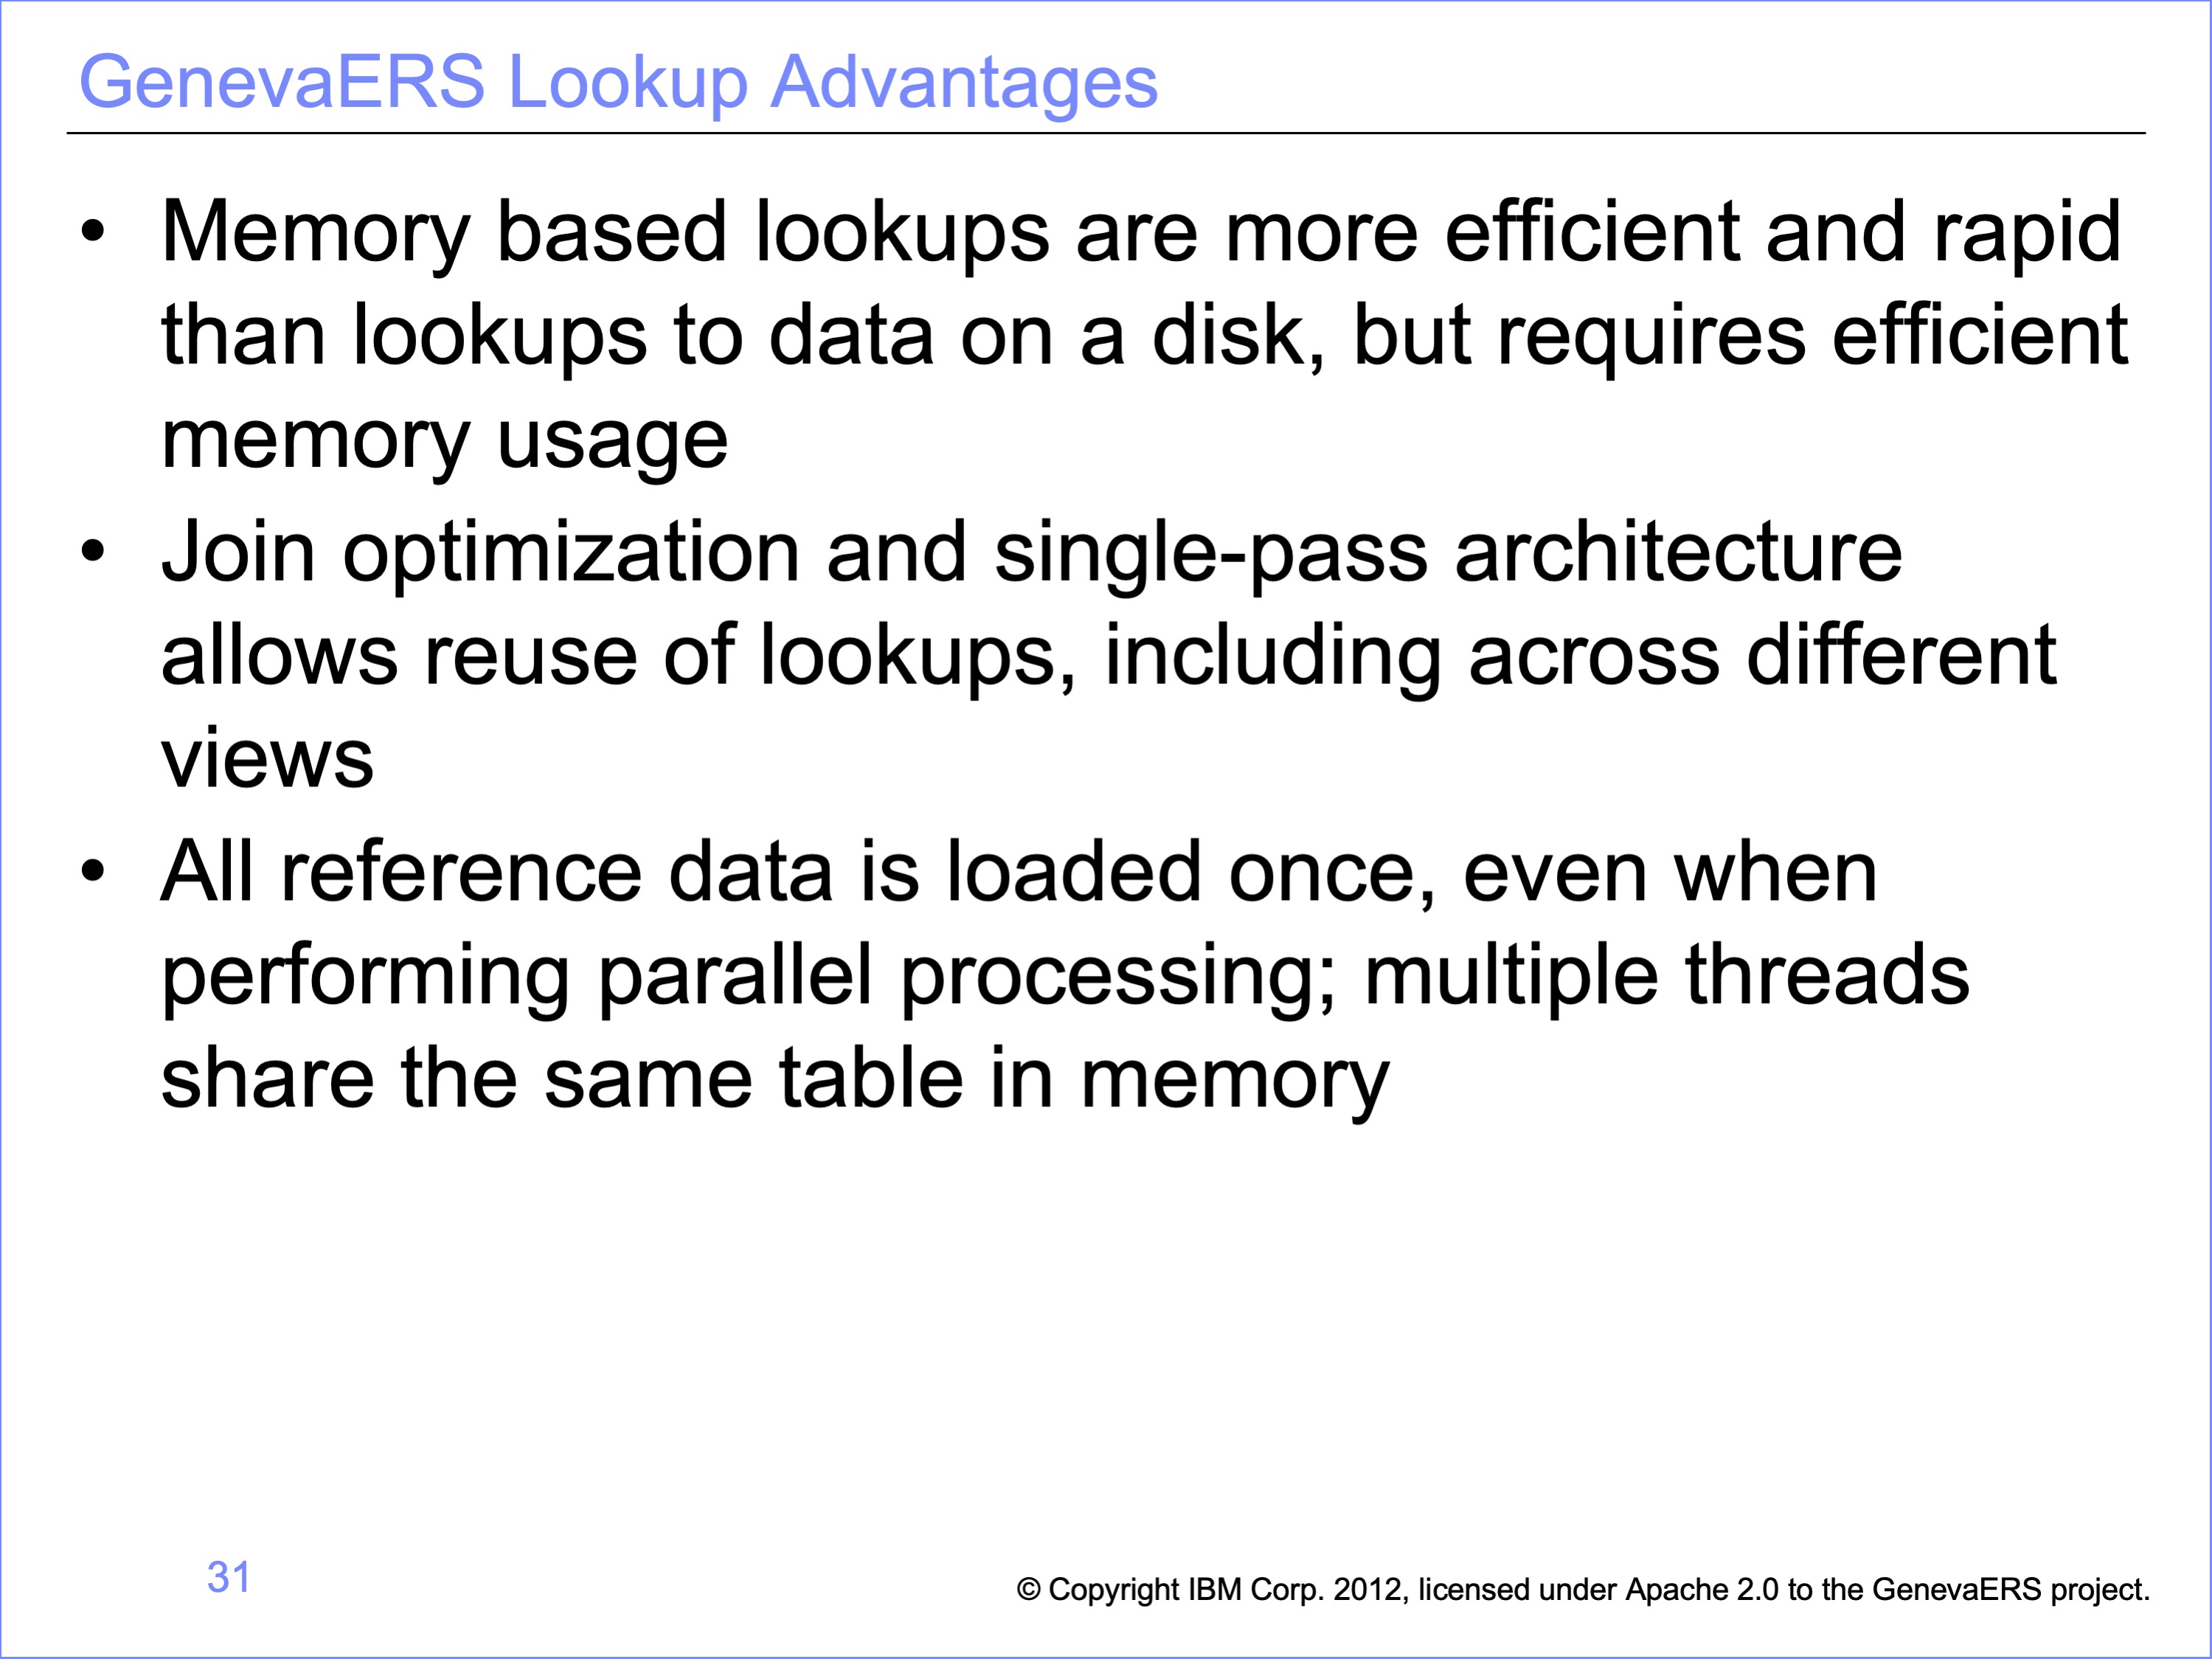 GenevaERS Lookup Advantages
• Memory based lookups are more efficient and rapid
than lookups to data on a disk, but requires efficient
memory usage
• Join optimization and single-pass architecture
allows reuse of lookups, including across different
views
• All reference data is loaded once, even when
performing parallel processing; multiple threads
share the same table in memory
31
© Copyright IBM Corp. 2012, licensed under Apache 2.0 to the GenevaERS project.